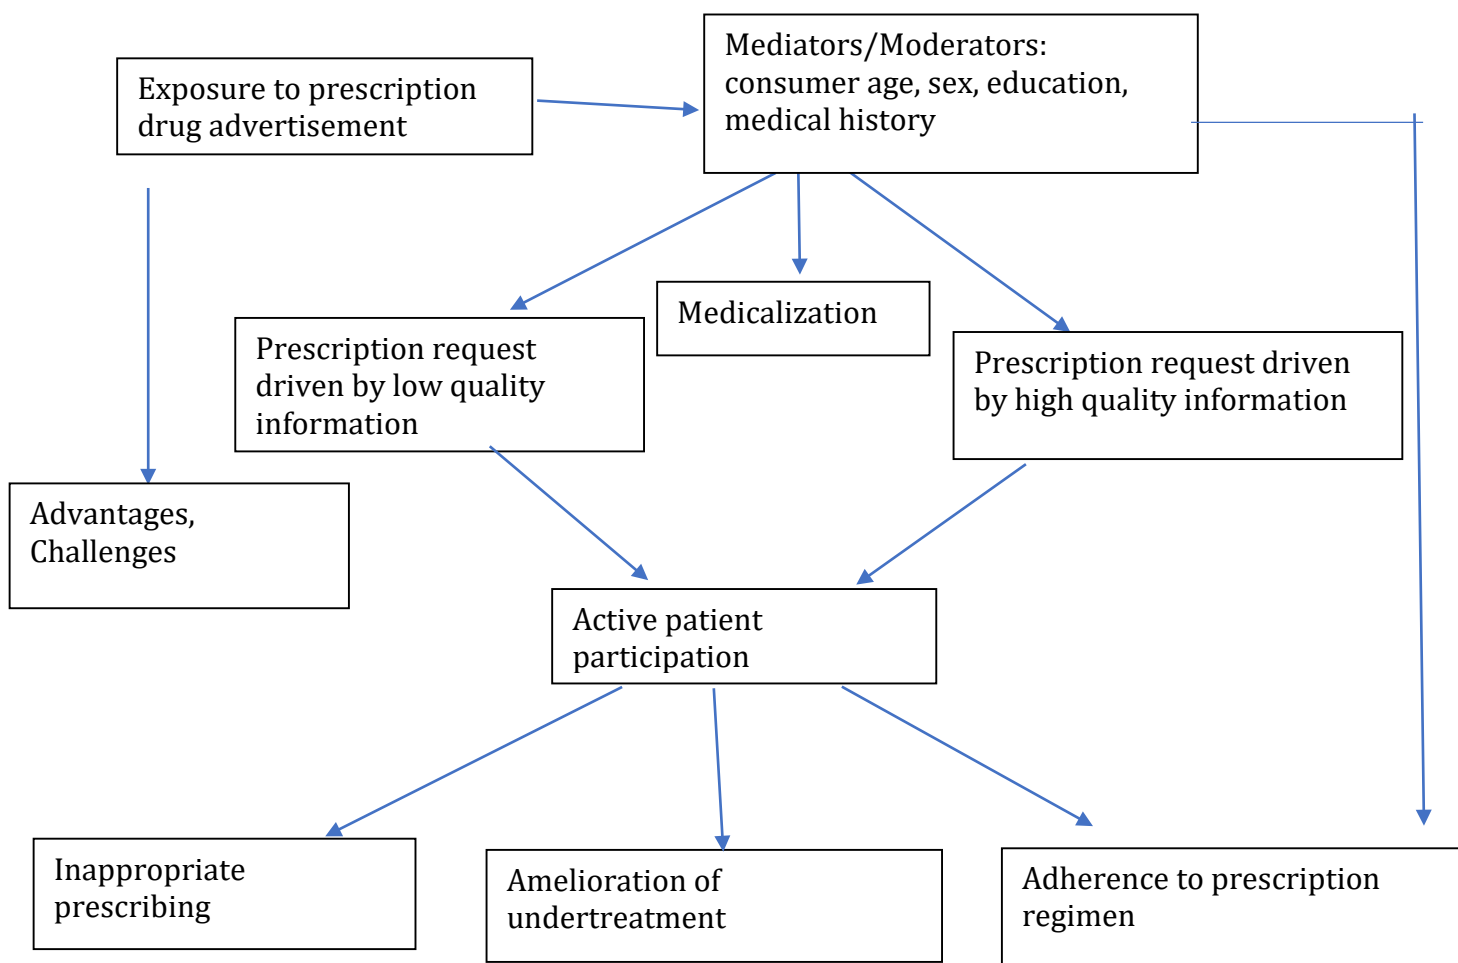 Mediators/Moderators:
consumer age, sex, education,
medical history
Exposure to prescription
drug advertisement
Medicalization
Prescription request
driven by low quality
information
Prescription request driven
by high quality information
Advantages,
Challenges
Active patient
participation
Inappropriate
prescribing
Amelioration of
undertreatment
Adherence to prescription
regimen